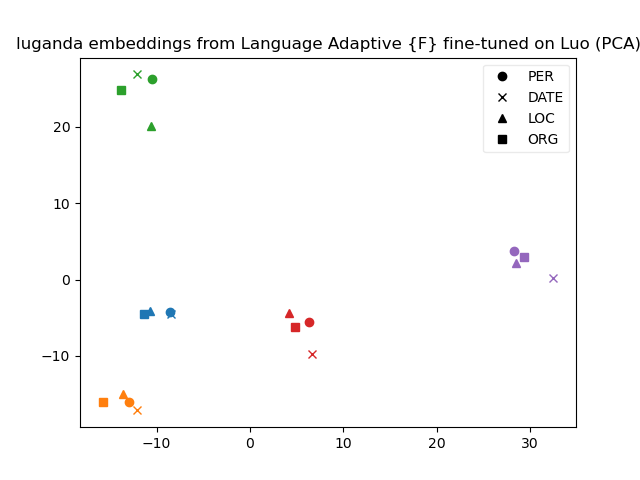 luganda embeddings from Language Adaptive {F} fine-tuned on Luo (PCA)
PER
DATE
LOC
ORG
20
10
0
−10
−10
0
10
20
30